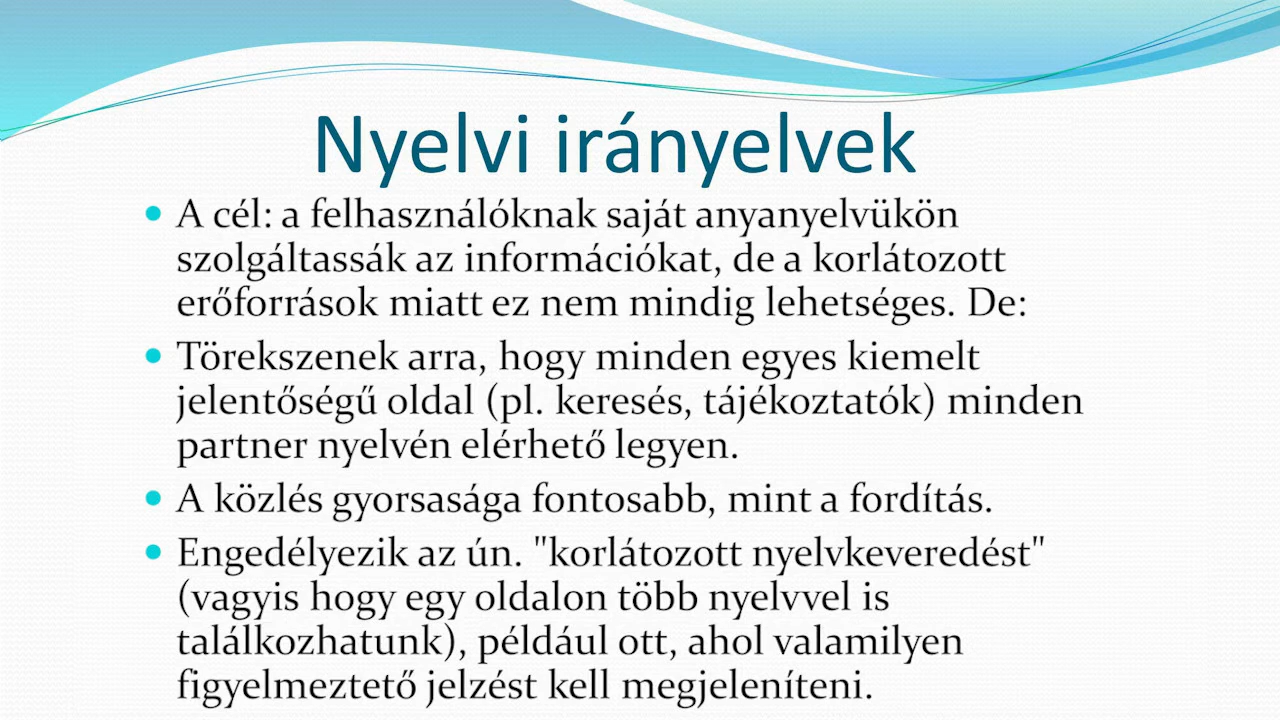 Nyelvi irányelvek
A cél: a felhasználóknak saját anyanyelvükön
szolgáltassák az információkat, de a korlátozott
erőforrások miatt ez nem mindig lehetséges. De:
Törekszenek arra, hogy minden egyes kiemelt
jelentőségű oldal (pl. keresés, tájékoztatók) minden
partner nyelvén elérhető legyen.
A közlés gyorsasága fontosabb, mint a fordítás.
Engedélyezik az ún. "korlátozott nyelvkeveredést"
(vagyis hogy egy oldalon több nyelvvel is
találkozhatunk), például ott, ahol valamilyen
figyelmeztető jelzést kell megjeleníteni.